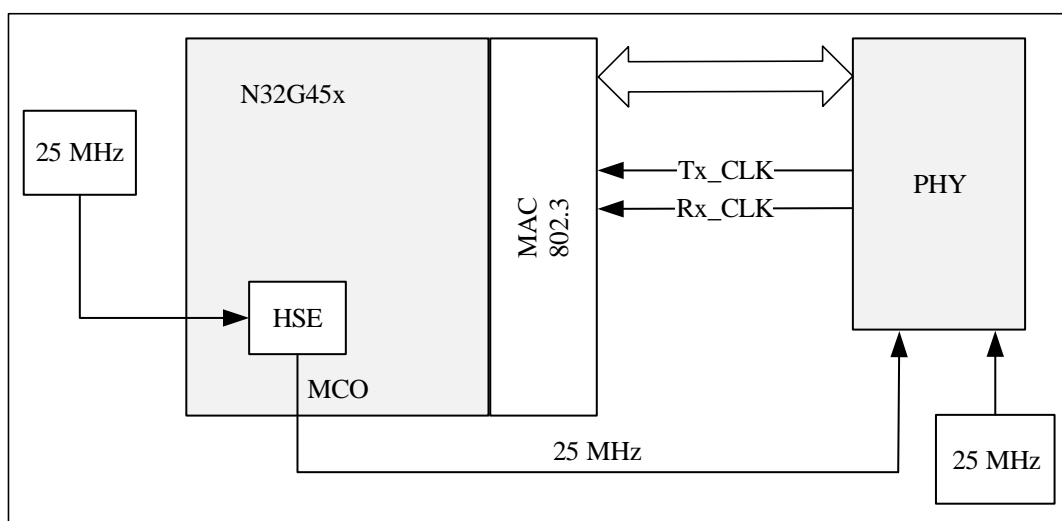 N32G45x
25 MHz
Tx_CLK
PHY
Rx_CLK
MAC
802.3
HSE
MCO
25 MHz
25 MHz